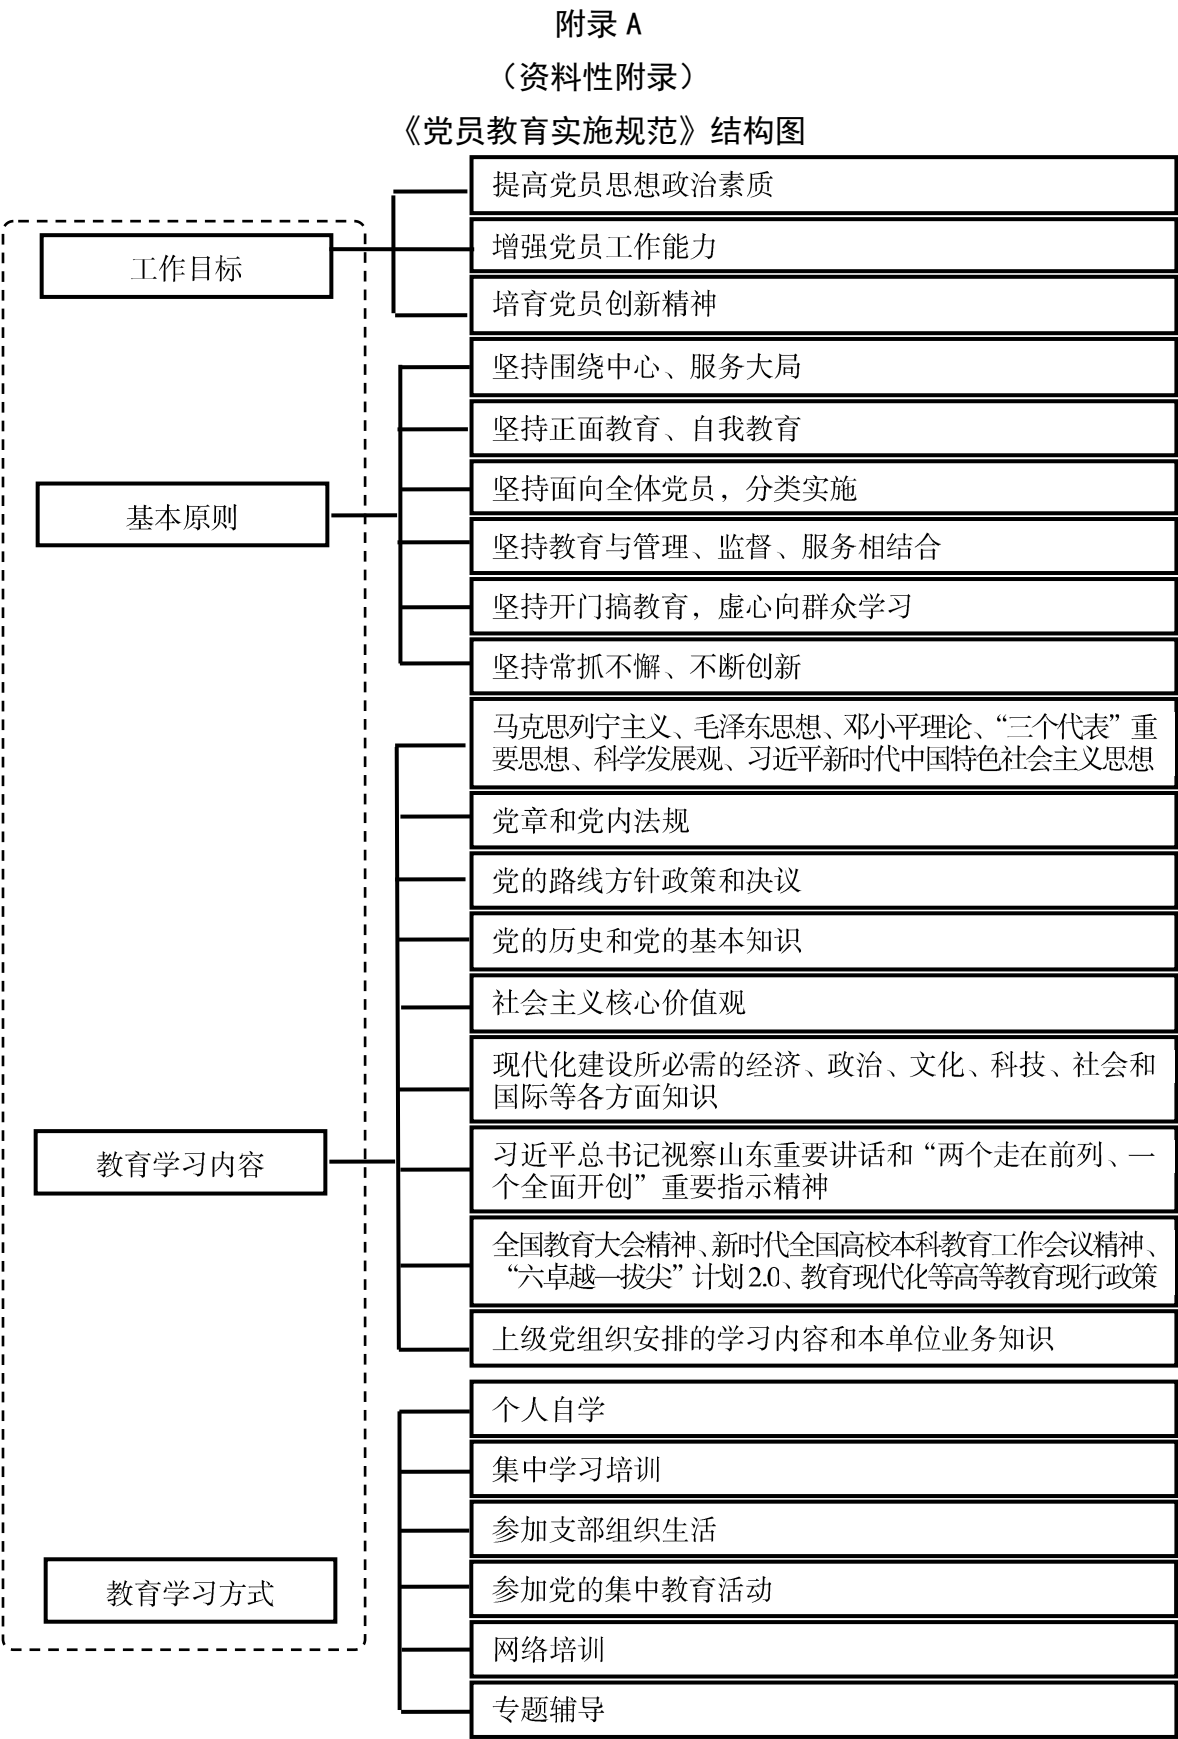 附录 A
（资料性附录）
《党员教育实施规范》结构图
工作目标
提高党员思想政治素质
增强党员工作能力
培育党员创新精神
基本原则
坚持围绕中心、服务大局
坚持正面教育、自我教育
坚持面向全体党员，分类实施
坚持教育与管理、监督、服务相结合
坚持开门搞教育，虚心向群众学习
坚持常抓不懈、不断创新
教育学习内容
马克思列宁主义、毛泽东思想、邓小平理论、“三个代表”重
要思想、科学发展观、习近平新时代中国特色社会主义思想
党章和党内法规
党的路线方针政策和决议
党的历史和党的基本知识
社会主义核心价值观
现代化建设所必需的经济、政治、文化、科技、社会和
国际等各方面知识
习近平总书记视察山东重要讲话和“两个走在前列、一
个全面开创”重要指示精神
全国教育大会精神、新时代全国高校本科教育工作会议精神、
“六卓越一拔尖”计划 2.0、教育现代化等高等教育现行政策
上级党组织安排的学习内容和本单位业务知识
教育学习方式
个人自学
集中学习培训
参加支部组织生活
参加党的集中教育活动
网络培训
专题辅导